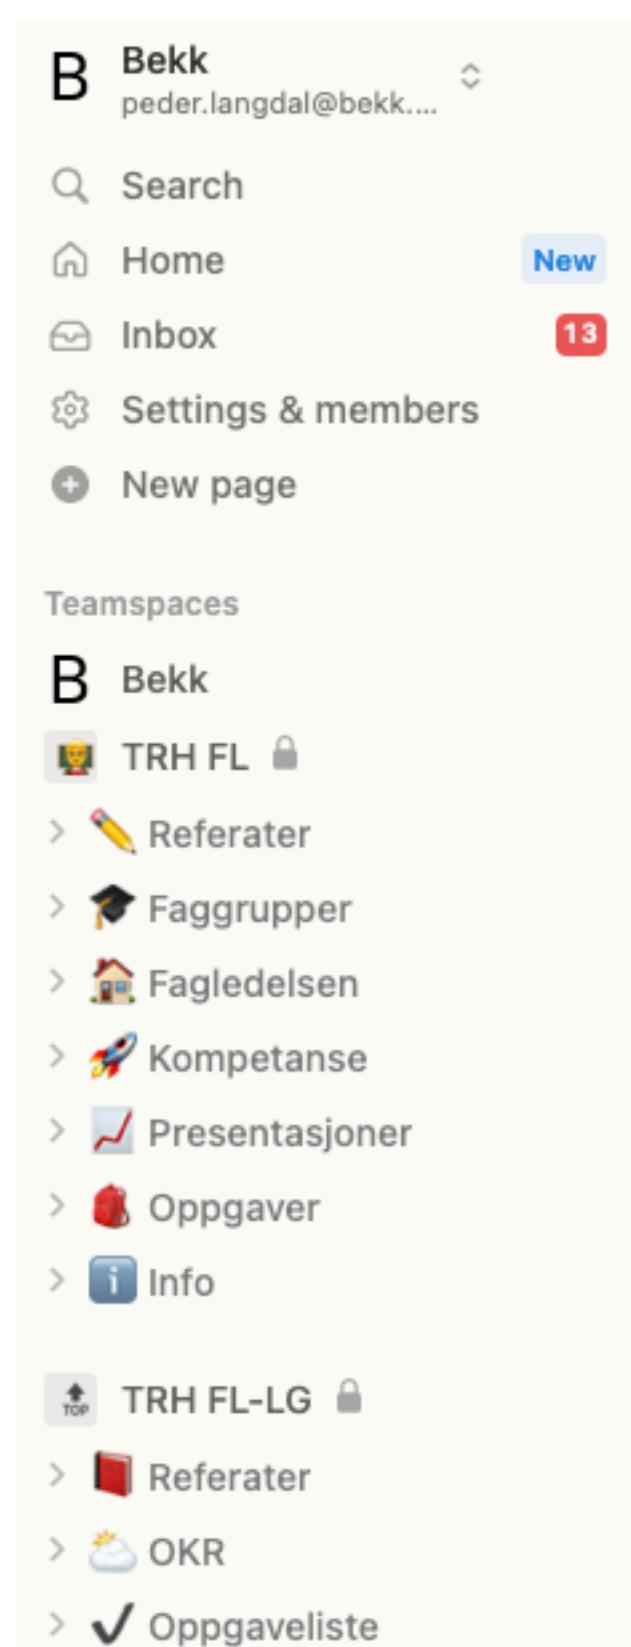 B Bekk
peder.langdal@bekk....
Search
Home New
Inbox 13
Settings & members
New page
Teamspaces
B Bekk
TRH FL
Referater
Faggrupper
Fagledelsen
Kompetanse
Presentasjoner
Oppgaver
i Info
TOP TRH FL-LG
Referater
OKR
Oppgaveliste